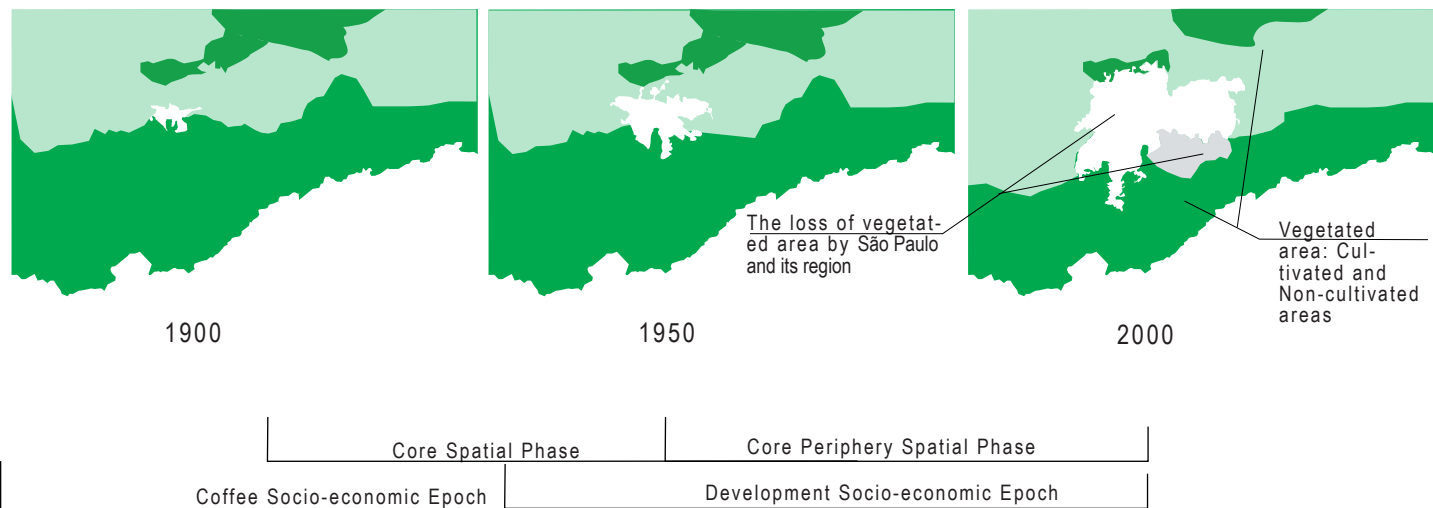 The loss of vegetat-
ed area by São Paulo
and its region
Vegetated
area: Cul-
tivated and
Non-cultivated
areas
1900
1950
2000
Core Spatial Phase
Core Periphery Spatial Phase
Coffee Socio-economic Epoch
Development Socio-economic Epoch